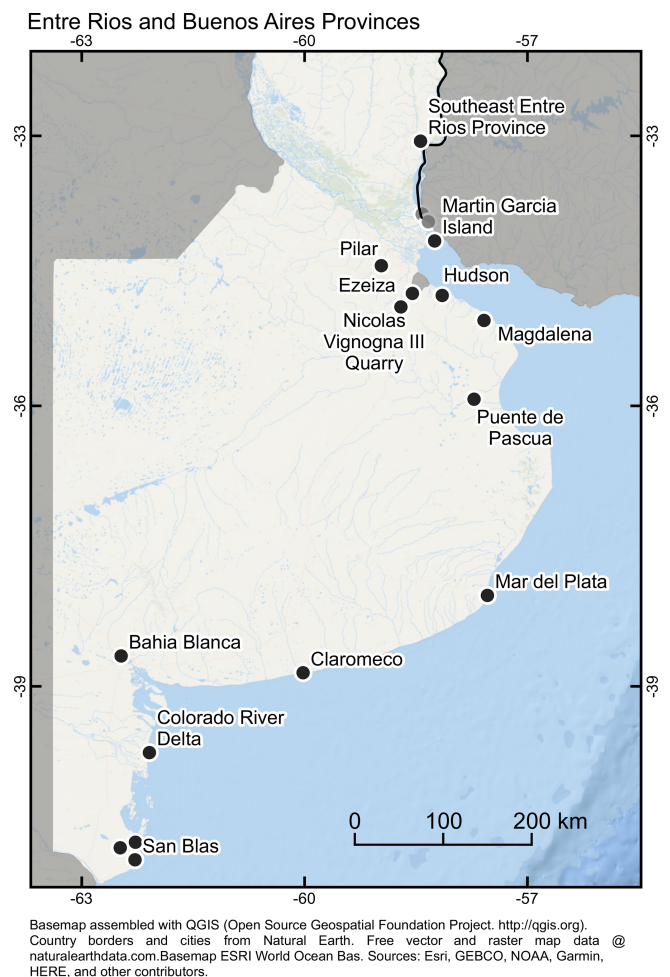 Entre Rios and Buenos Aires Provinces
-63
-60
-57
Southeast Entre
Rios Province
-33
-33
Martin Garcia
Island
Pilar
Hudson
Ezeiza
Nicolas
Vignogna III
Quarry
Magdalena
-36
-36
Puente de
Pascua
Mar del Plata
Bahia Blanca
Claromeco
-39
-39
Colorado River
Delta
0
100
200 km
San Blas
-63
-60
-57
Basemap assembled with QGIS (Open Source Geospatial Foundation Project. http://qgis.org).
Country borders and cities from Natural Earth. Free vector and raster map data @
naturalearthdata.com.Basemap ESRI World Ocean Bas. Sources: Esri, GEBCO, NOAA, Garmin,
HERE, and other contributors.